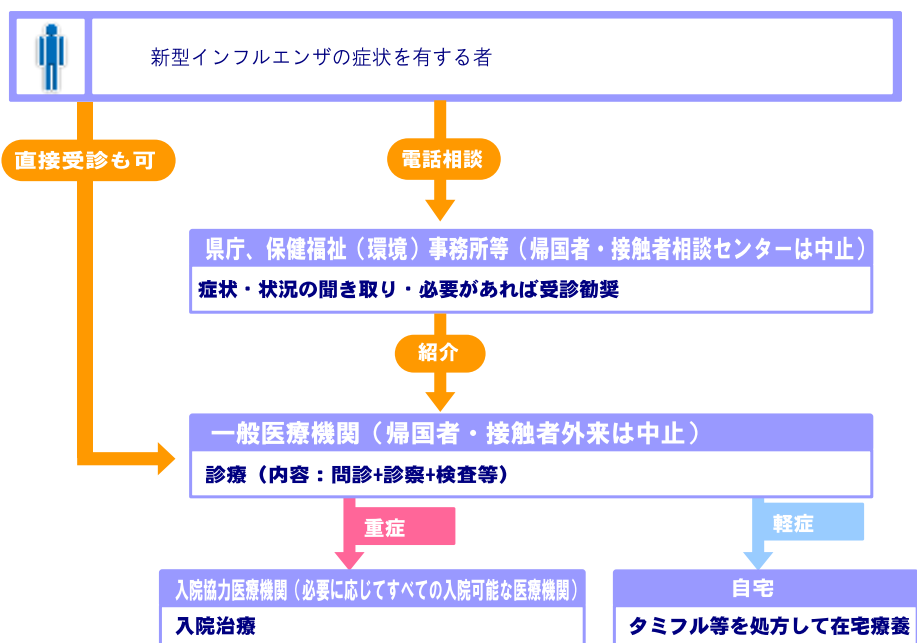 新型インフルエンザの症状を有する者
直接受診も可
電話相談
県庁、保健福祉（環境）事務所等（帰国者・接触者相談センターは中止）
症状・状況の聞き取り・必要があれば受診勧奨
紹介
一般医療機関（帰国者・接触者外来は中止）
診療（内容：問診+診察+検査等）
重症
軽症
入院協力医療機関（必要に応じてすべての入院可能な医療機関）
入院治療
自宅
タミフル等を処方して在宅療養